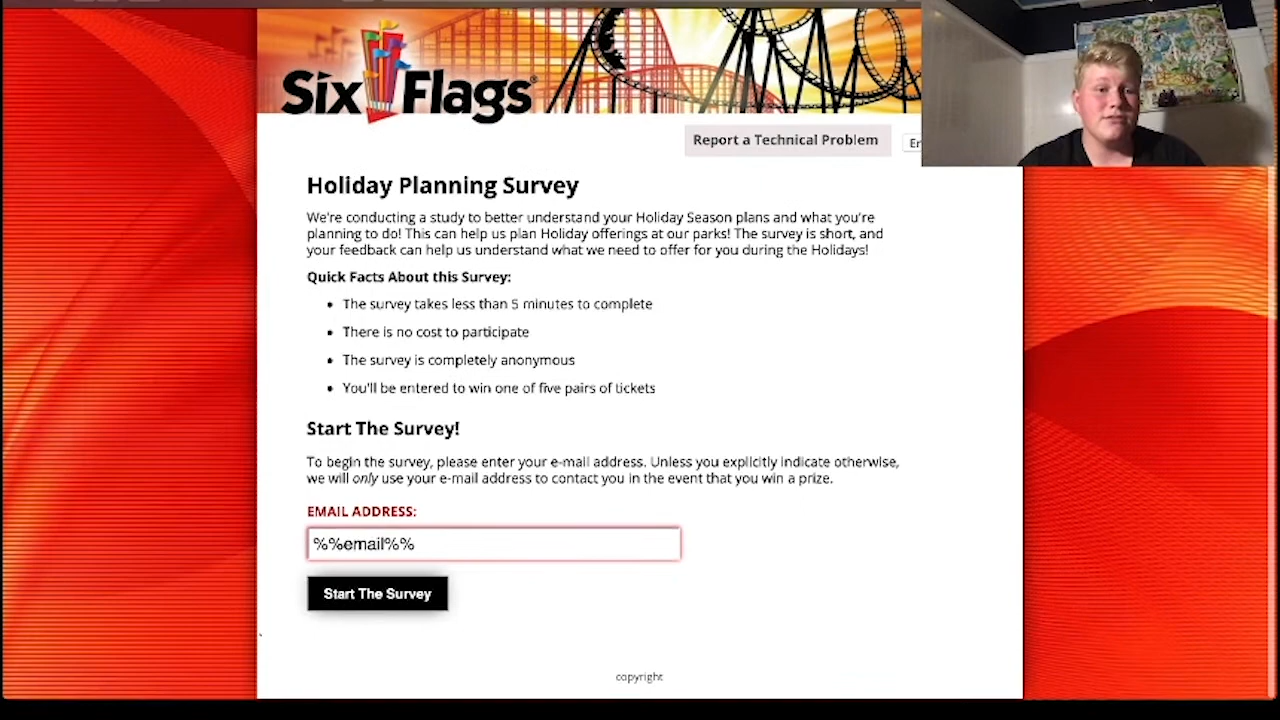 Six Flags
Report a Technical Problem
En
Holiday Planning Survey
We're conducting a study to better understand your Holiday Season plans and what you're
planning to do! This can help us plan Holiday offerings at our parks! The survey is short, and
your feedback can help us understand what we need to offer for you during the Holidays!
Quick Facts About this Survey:
• The survey takes less than 5 minutes to complete
• There is no cost to participate
• The survey is completely anonymous
• You'll be entered to win one of five pairs of tickets
Start The Survey!
To begin the survey, please enter your e-mail address. Unless you explicitly indicate otherwise,
we will only use your e-mail address to contact you in the event that you win a prize.
EMAIL ADDRESS:
%%email%%
Start The Survey
copyright